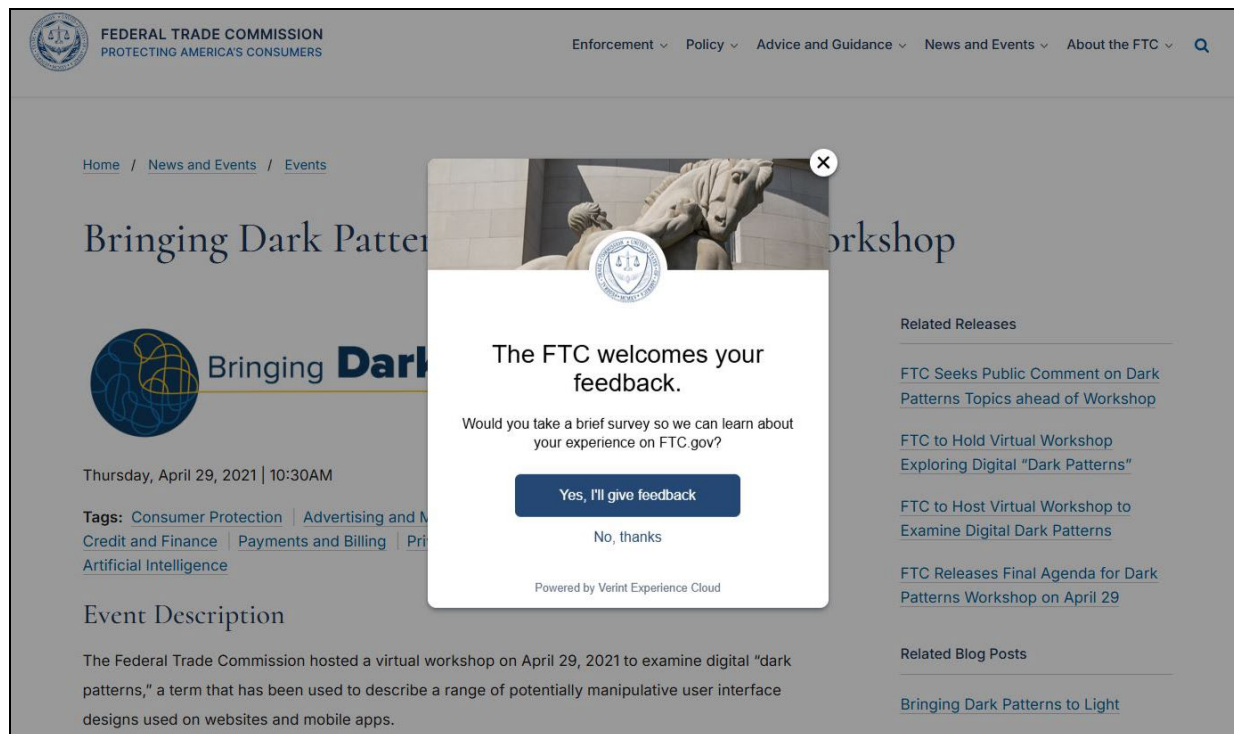 FEDERAL TRADE COMMISSION
PROTECTING AMERICA'S CONSUMERS
Enforcement Policy Advice and Guidance News and Events About the FTC
Home / News and Events / Events
Bringing Dark Patter
orkshop
Bringing Dark
Thursday, April 29, 2021 | 10:30AM
Tags: Consumer Protection | Advertising and M
Credit and Finance | Payments and Billing | Pri
Artificial Intelligence
Event Description
The Federal Trade Commission hosted a virtual workshop on April 29, 2021 to examine digital “dark
patterns,” a term that has been used to describe a range of potentially manipulative user interface
designs used on websites and mobile apps.
The FTC welcomes your
feedback.
Would you take a brief survey so we can learn about
your experience on FTC.gov?
Yes, I'll give feedback
No, thanks
Powered by Verint Experience Cloud
Related Releases
FTC Seeks Public Comment on Dark
Patterns Topics ahead of Workshop
FTC to Hold Virtual Workshop
Exploring Digital “Dark Patterns”
FTC to Host Virtual Workshop to
Examine Digital Dark Patterns
FTC Releases Final Agenda for Dark
Patterns Workshop on April 29
Related Blog Posts
Bringing Dark Patterns to Light